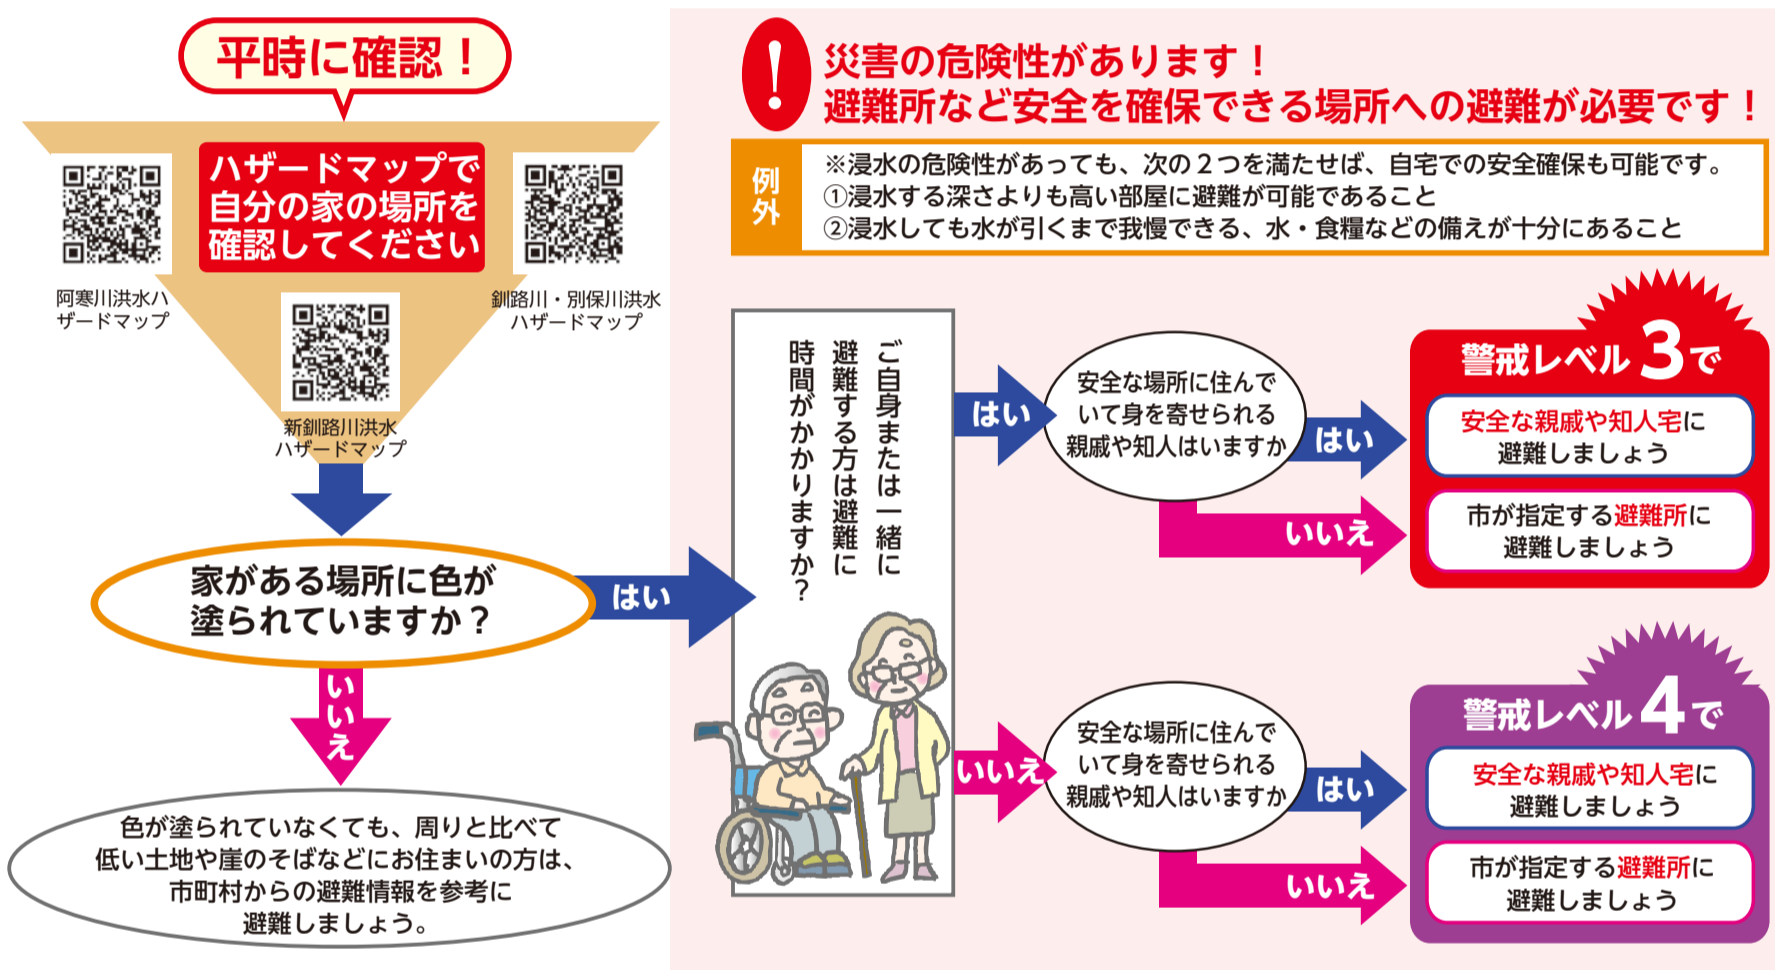 平時に確認！
ハザードマップで
自分の家の場所を
確認してください
阿寒川洪水ハ
ザードマップ
釧路川・別保川洪水
ハザードマップ
新釧路川洪水
ハザードマップ
家がある場所に色が
塗られていますか？
はい
いいえ
色が塗られていなくても、周りと比べて
低い土地や崖のそばなどにお住まいの方は、
市町村からの避難情報を参考に
避難しましょう。
！
災害の危険性があります！
避難所など安全を確保できる場所への避難が必要です！
例外
※浸水の危険性があっても、次の２つを満たせば、自宅での安全確保も可能です。
①浸水する深さよりも高い部屋に避難が可能であること
②浸水しても水が引くまで我慢できる、水・食糧などの備えが十分にあること
ご自身または一緒に
避難する方は避難に
時間がかかりますか？
はい
安全な場所に住んで
いて身を寄せられる
親戚や知人はいますか
はい
いいえ
警戒レベル3で
安全な親戚や知人宅に
避難しましょう
市が指定する避難所に
避難しましょう
いいえ
安全な場所に住んで
いて身を寄せられる
親戚や知人はいますか
はい
いいえ
警戒レベル4で
安全な親戚や知人宅に
避難しましょう
市が指定する避難所に
避難しましょう